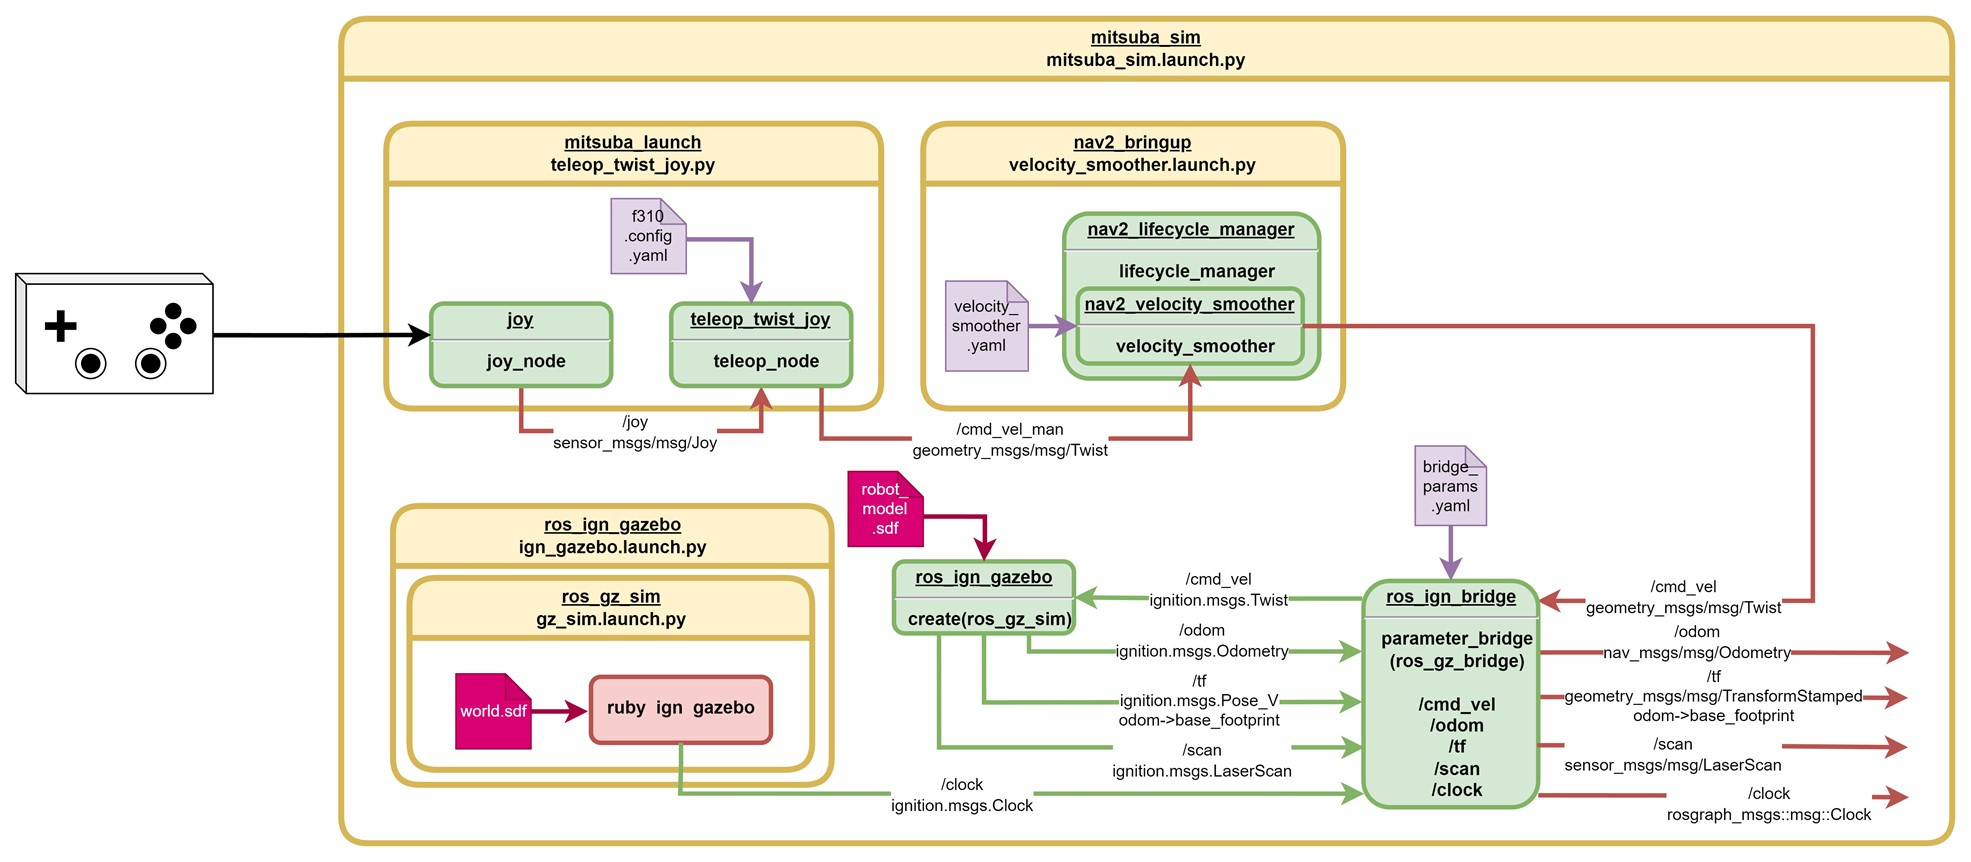 mitsuba_sim
mitsuba_sim.launch.py
mitsuba_launch
teleop_twist_joy.py
f310
.config
.yaml
joy
joy_node
teleop_twist_joy
teleop_node
/joy
sensor_msgs/msg/Joy
nav2_bringup
velocity_smoother.launch.py
nav2_lifecycle_manager
lifecycle_manager
velocity_
smoother
.yaml
nav2_velocity_smoother
velocity_smoother
/cmd_vel_man
geometry_msgs/msg/Twist
ros_ign_gazebo
ign_gazebo.launch.py
ros_gz_sim
gz_sim.launch.py
world.sdf
ruby ign gazebo
robot_
model
.sdf
ros_ign_gazebo
create(ros_gz_sim)
/cmd_vel
ignition.msgs.Twist
/odom
ignition.msgs.Odometry
/tf
ignition.msgs.Pose_V
odom->base_footprint
/scan
ignition.msgs.LaserScan
/clock
ignition.msgs.Clock
bridge_
params
.yaml
ros_ign_bridge
parameter_bridge
(ros_gz_bridge)
/cmd_vel
/odom
/tf
/scan
/clock
/cmd_vel
geometry_msgs/msg/Twist
/odom
nav_msgs/msg/Odometry
/tf
geometry_msgs/msg/TransformStamped
odom->base_footprint
/scan
sensor_msgs/msg/LaserScan
/clock
rosgraph_msgs::msg::Clock